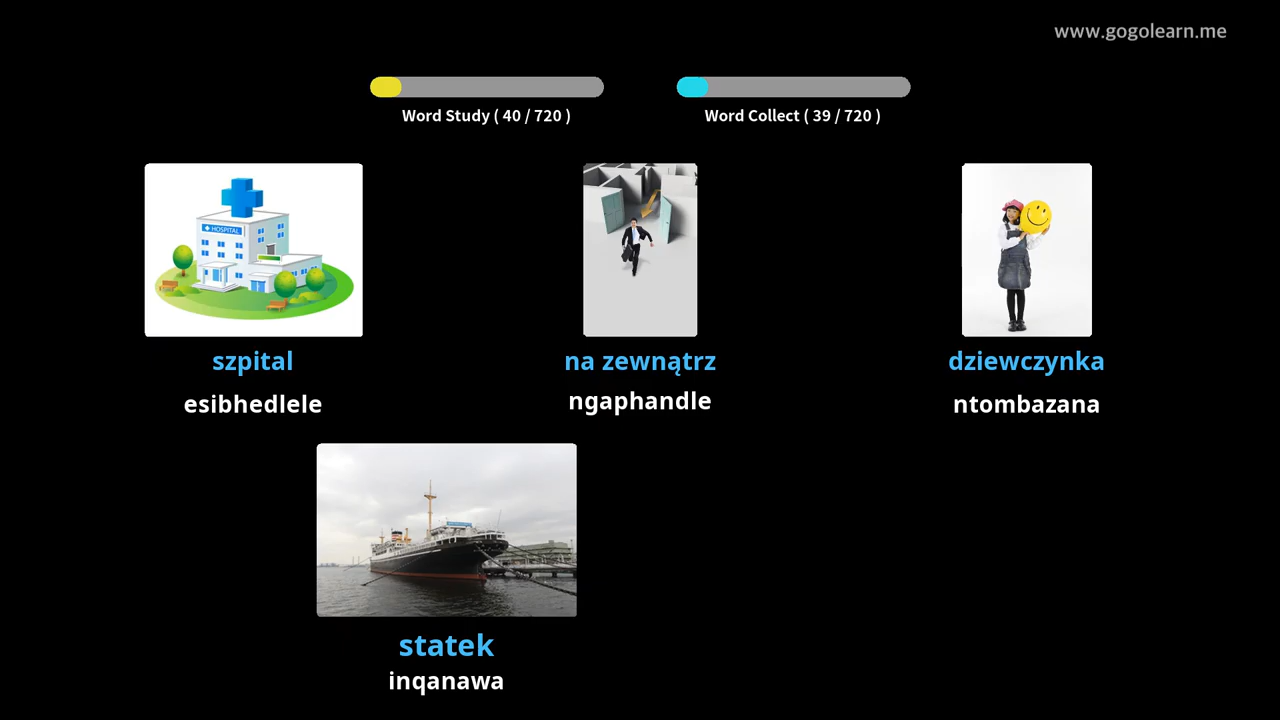 www.gogolearn.me
Word Study ( 40 / 720 )
Word Collect ( 39 / 720 )
HOSPITAL
szpital
na zewnątrz
dziewczynka
esibhedlele
ngaphandle
ntombazana
statek
inqanawa